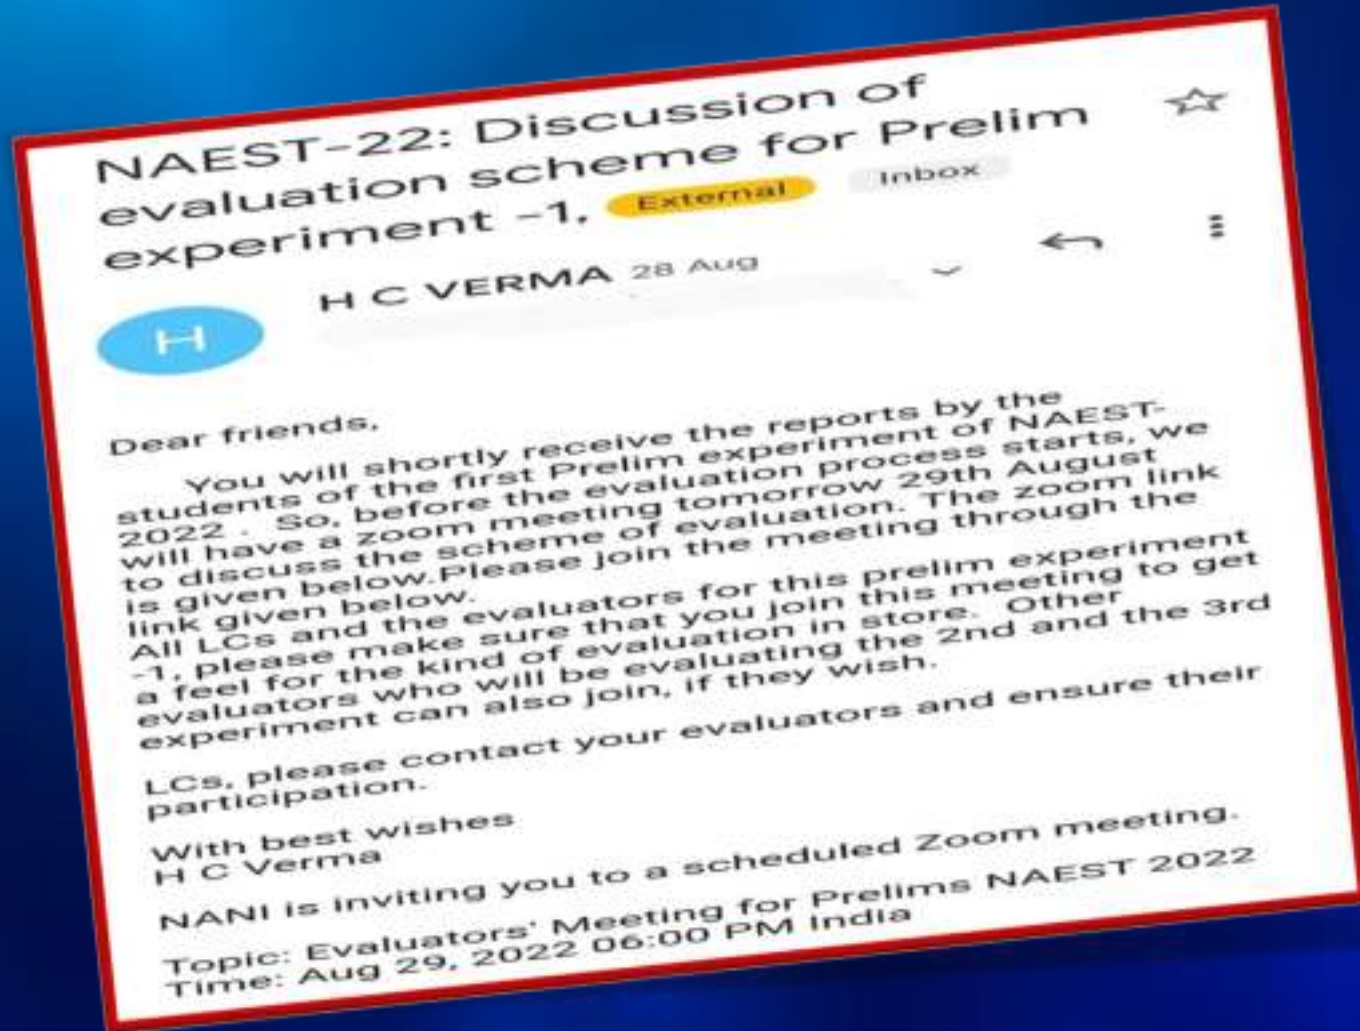 NAEST-22: Discussion of
evaluation scheme for Prelim
experiment -1, External Inbox
H C VERMA 28 Aug
H
Dear friends,
You will shortly receive the reports by the
students of the first Prelim experiment of NAEST-
2022 . So, before the evaluation process starts, we
will have a zoom meeting tomorrow 29th August
to discuss the scheme of evaluation. The zoom link
is given below.Please join the meeting through the
link given below.
All LCs and the evaluators for this prelim experiment
-1, please make sure that you join this meeting to get
a feel for the kind of evaluation in store. Other
evaluators who will be evaluating the 2nd and the 3rd
experiment can also join, if they wish.
LCs, please contact your evaluators and ensure their
participation.
With best wishes
H C Verma
NANI is inviting you to a scheduled Zoom meeting.
Topic: Evaluators' Meeting for Prelims NAEST 2022
Time: Aug 29, 2022 06:00 PM India